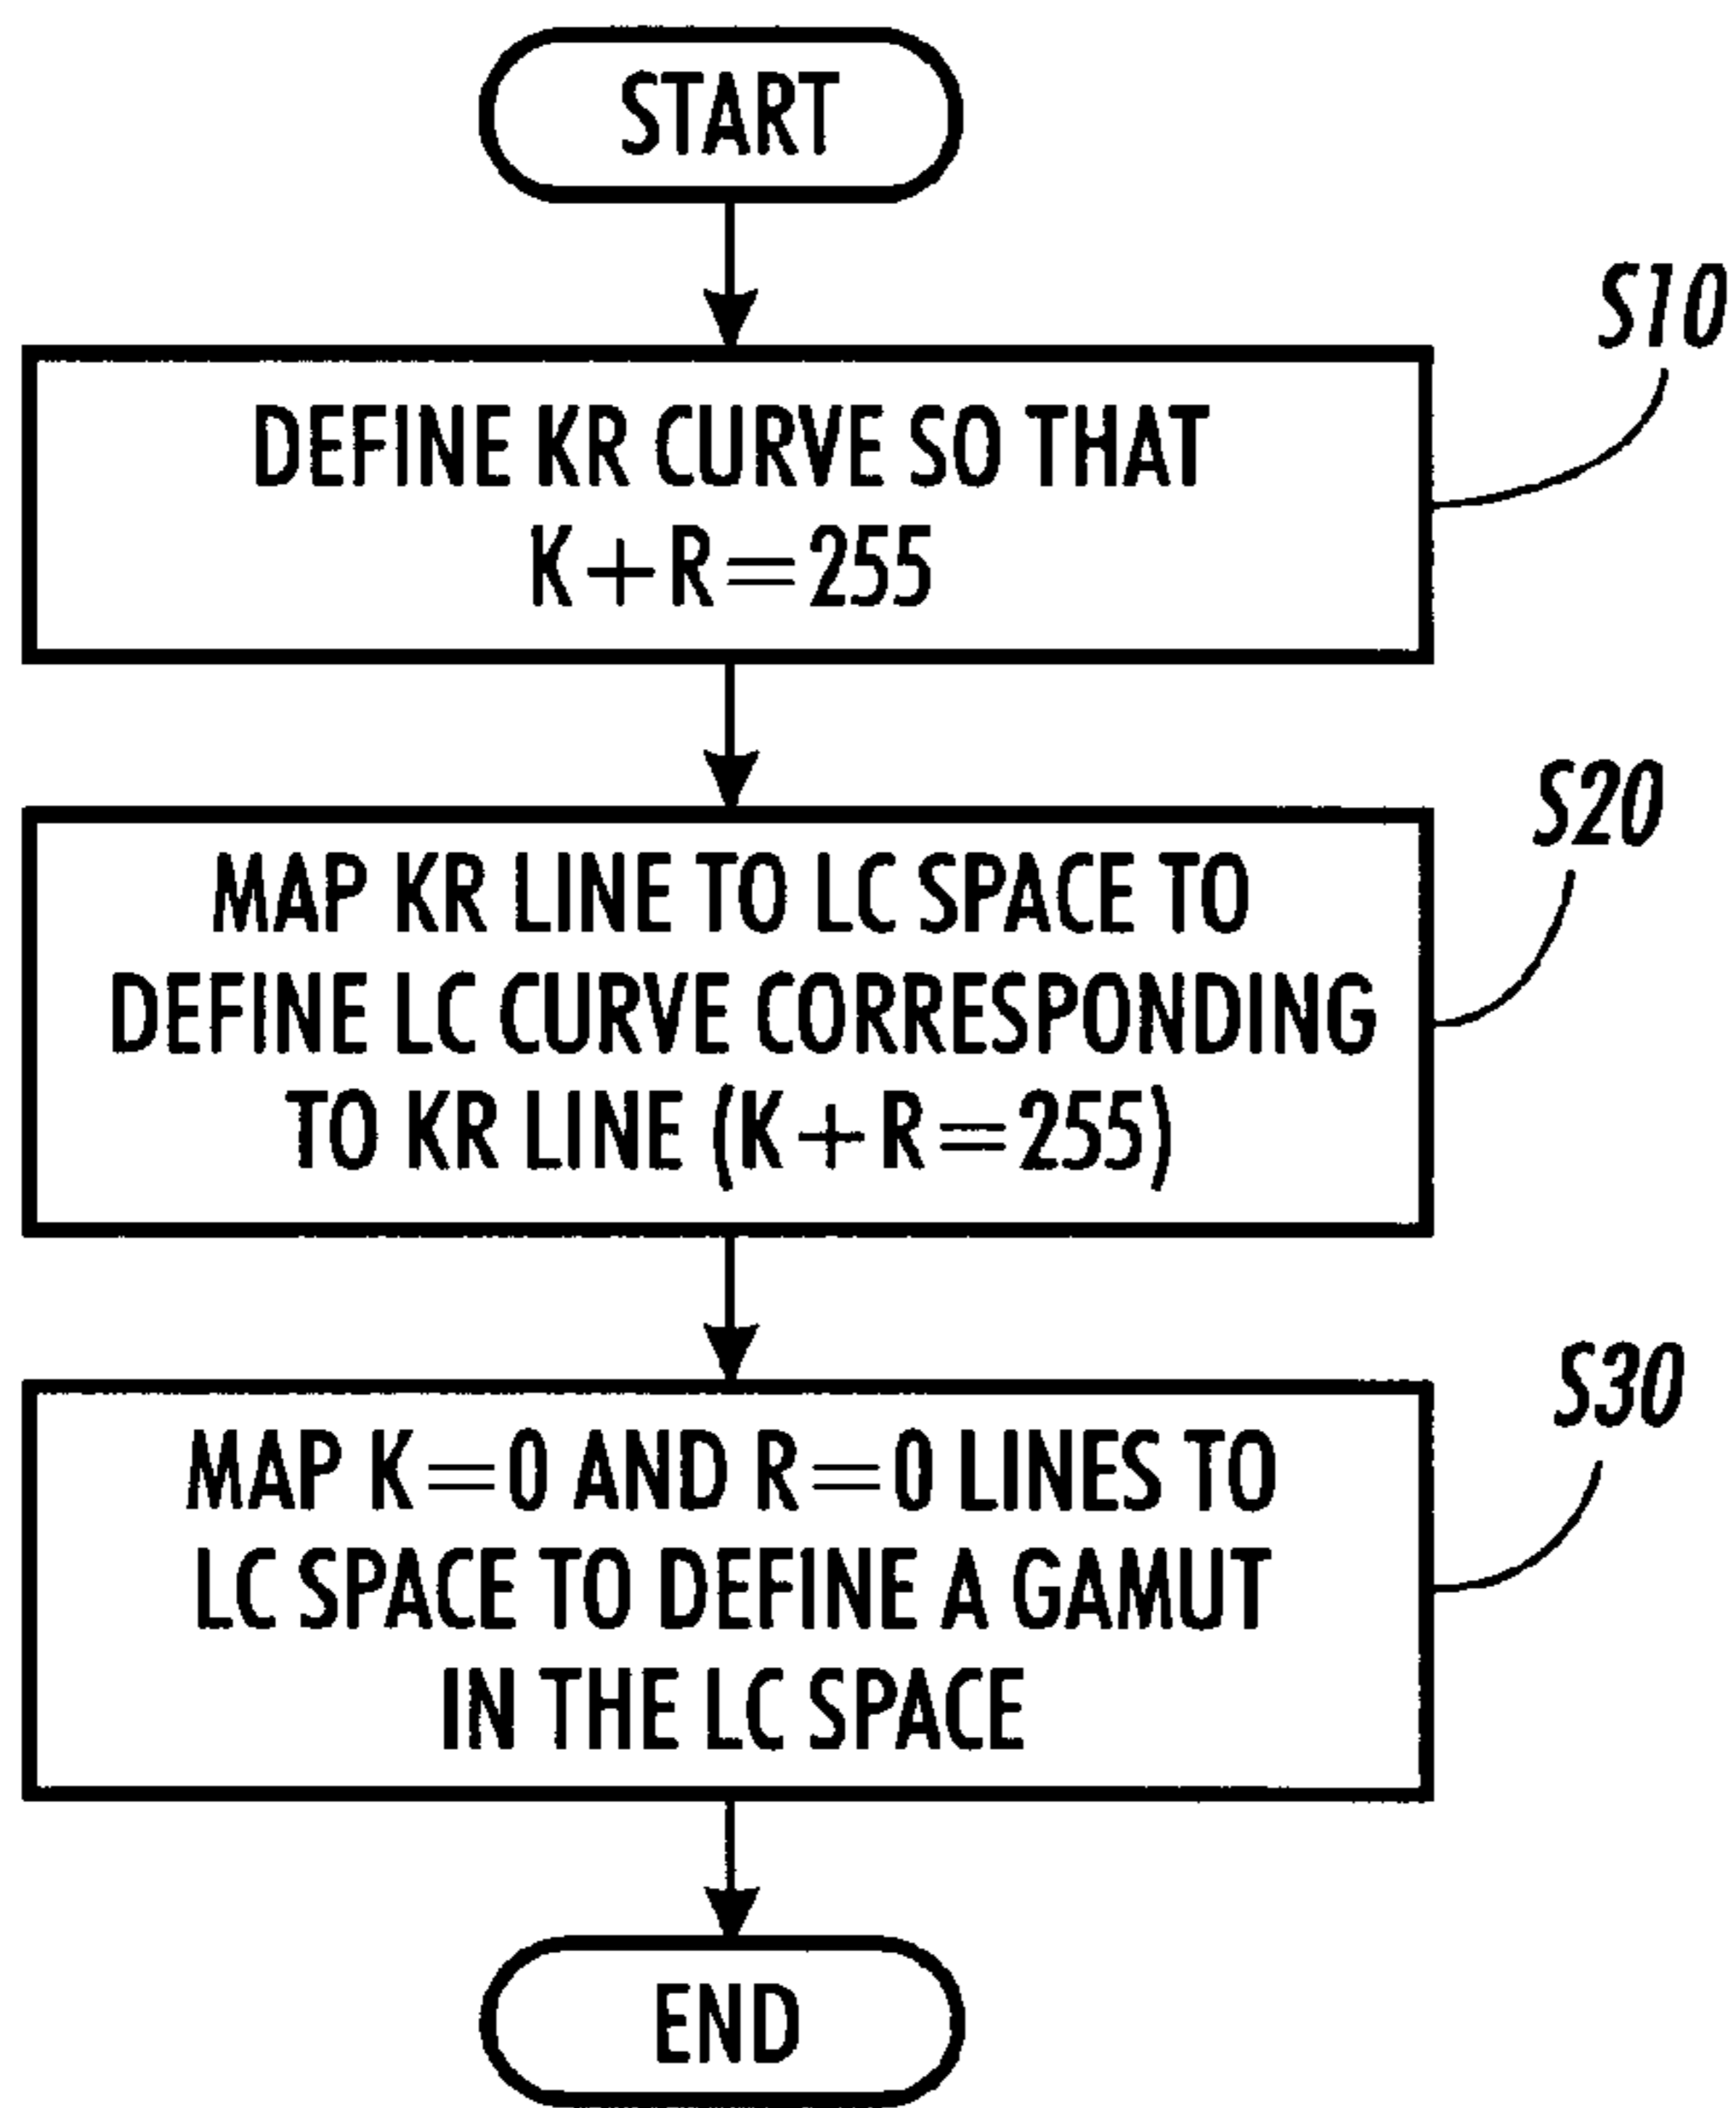 START
S10
DEFINE KR CURVE SO THAT
K+R=255
S20
MAP KR LINE TO LC SPACE TO
DEFINE LC CURVE CORRESPONDING
TO KR LINE (K+R=255)
S30
MAP K=0 AND R=0 LINES TO
LC SPACE TO DEFINE A GAMUT
IN THE LC SPACE
END